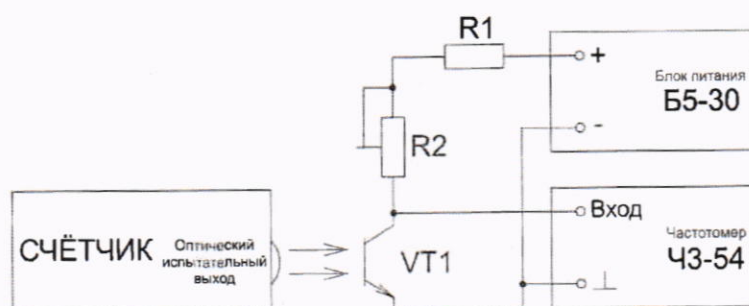 R1
+
Блок питания
Б5-30
-
R2
Вход
Частотомер
Ч3-54
СЧЁТЧИК
Оптический
испытательный
выход
VT1